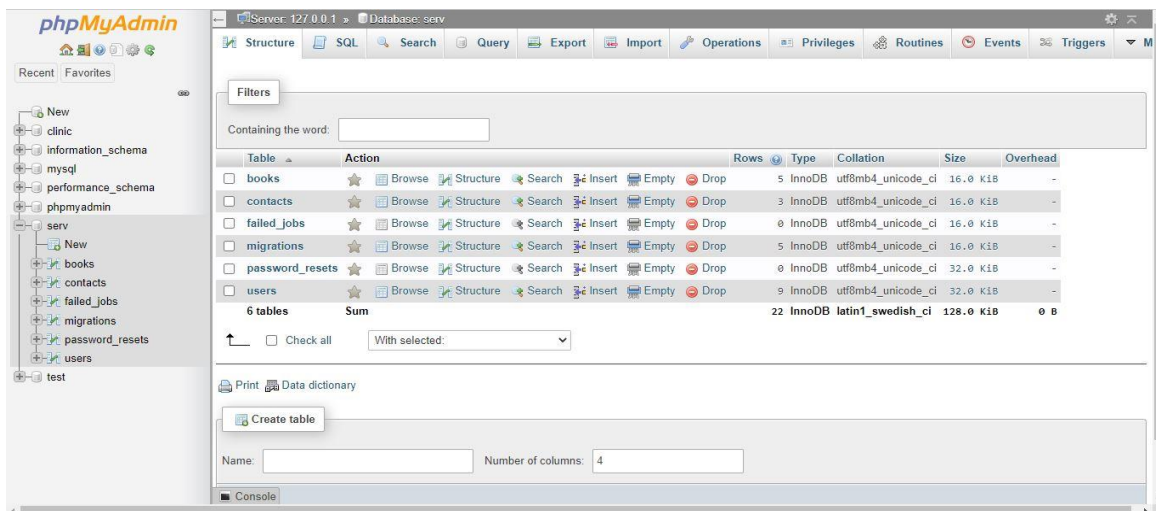 phpMyAdmin
Recent Favorites
New
clinic
information_schema
mysql
performance_schema
phpmyadmin
serv
New
books
contacts
failed_jobs
migrations
password_resets
users
test
Server: 127.0.0.1 » Database: serv
Structure SQL Search Query Export Import Operations Privileges Routines Events Triggers M
Filters
Containing the word:
Table Action Rows Type Collation Size Overhead
books Browse Structure Search Insert Empty Drop 5 InnoDB utf8mb4_unicode_ci 16.0 KiB -
contacts Browse Structure Search Insert Empty Drop 3 InnoDB utf8mb4_unicode_ci 16.0 KiB -
failed_jobs Browse Structure Search Insert Empty Drop 0 InnoDB utf8mb4_unicode_ci 16.0 KiB -
migrations Browse Structure Search Insert Empty Drop 5 InnoDB utf8mb4_unicode_ci 16.0 KiB -
password_resets Browse Structure Search Insert Empty Drop 0 InnoDB utf8mb4_unicode_ci 32.0 KiB -
users Browse Structure Search Insert Empty Drop 9 InnoDB utf8mb4_unicode_ci 32.0 KiB -
6 tables Sum 22 InnoDB latin1_swedish_ci 128.0 KiB 0 B
Check all With selected:
Print Data dictionary
Create table
Name: Number of columns: 4
Console